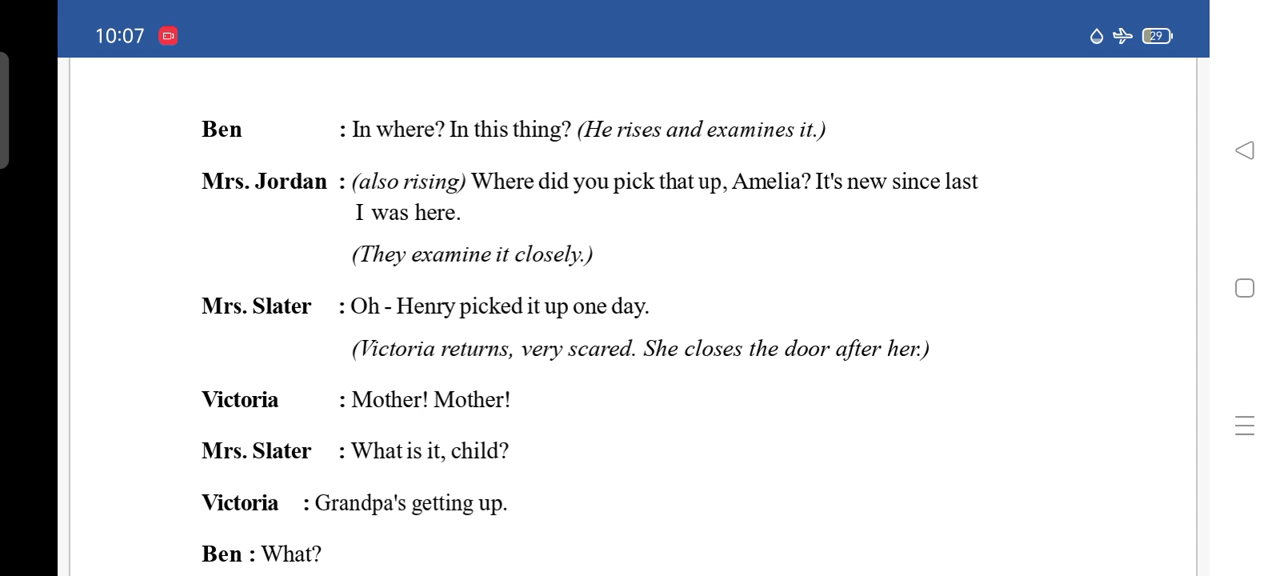 10:07
29
Ben : In where? In this thing? (He rises and examines it.)
Mrs. Jordan : (also rising) Where did you pick that up, Amelia? It's new since last
I was here.
(They examine it closely.)
Mrs. Slater : Oh - Henry picked it up one day.
(Victoria returns, very scared. She closes the door after her.)
Victoria : Mother! Mother!
Mrs. Slater : What is it, child?
Victoria : Grandpa's getting up.
Ben : What?